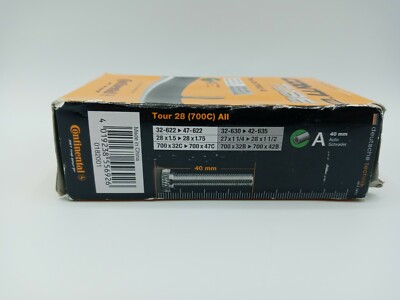 Tour 28 (700C) All
32-622 ▸ 47-622
28 x 1.5 ▸ 28 x 1.75
700 x 32C ▸ 700 x 47C
32-630 ▸ 42-635
27 x 1 1/4 ▸ 28 x 1 1/2
700 x 32B ▸ 700 x 42B
A
40 mm
Auto
Schrader
40 mm
Continental
4 019238 556926
0182001
Made in China